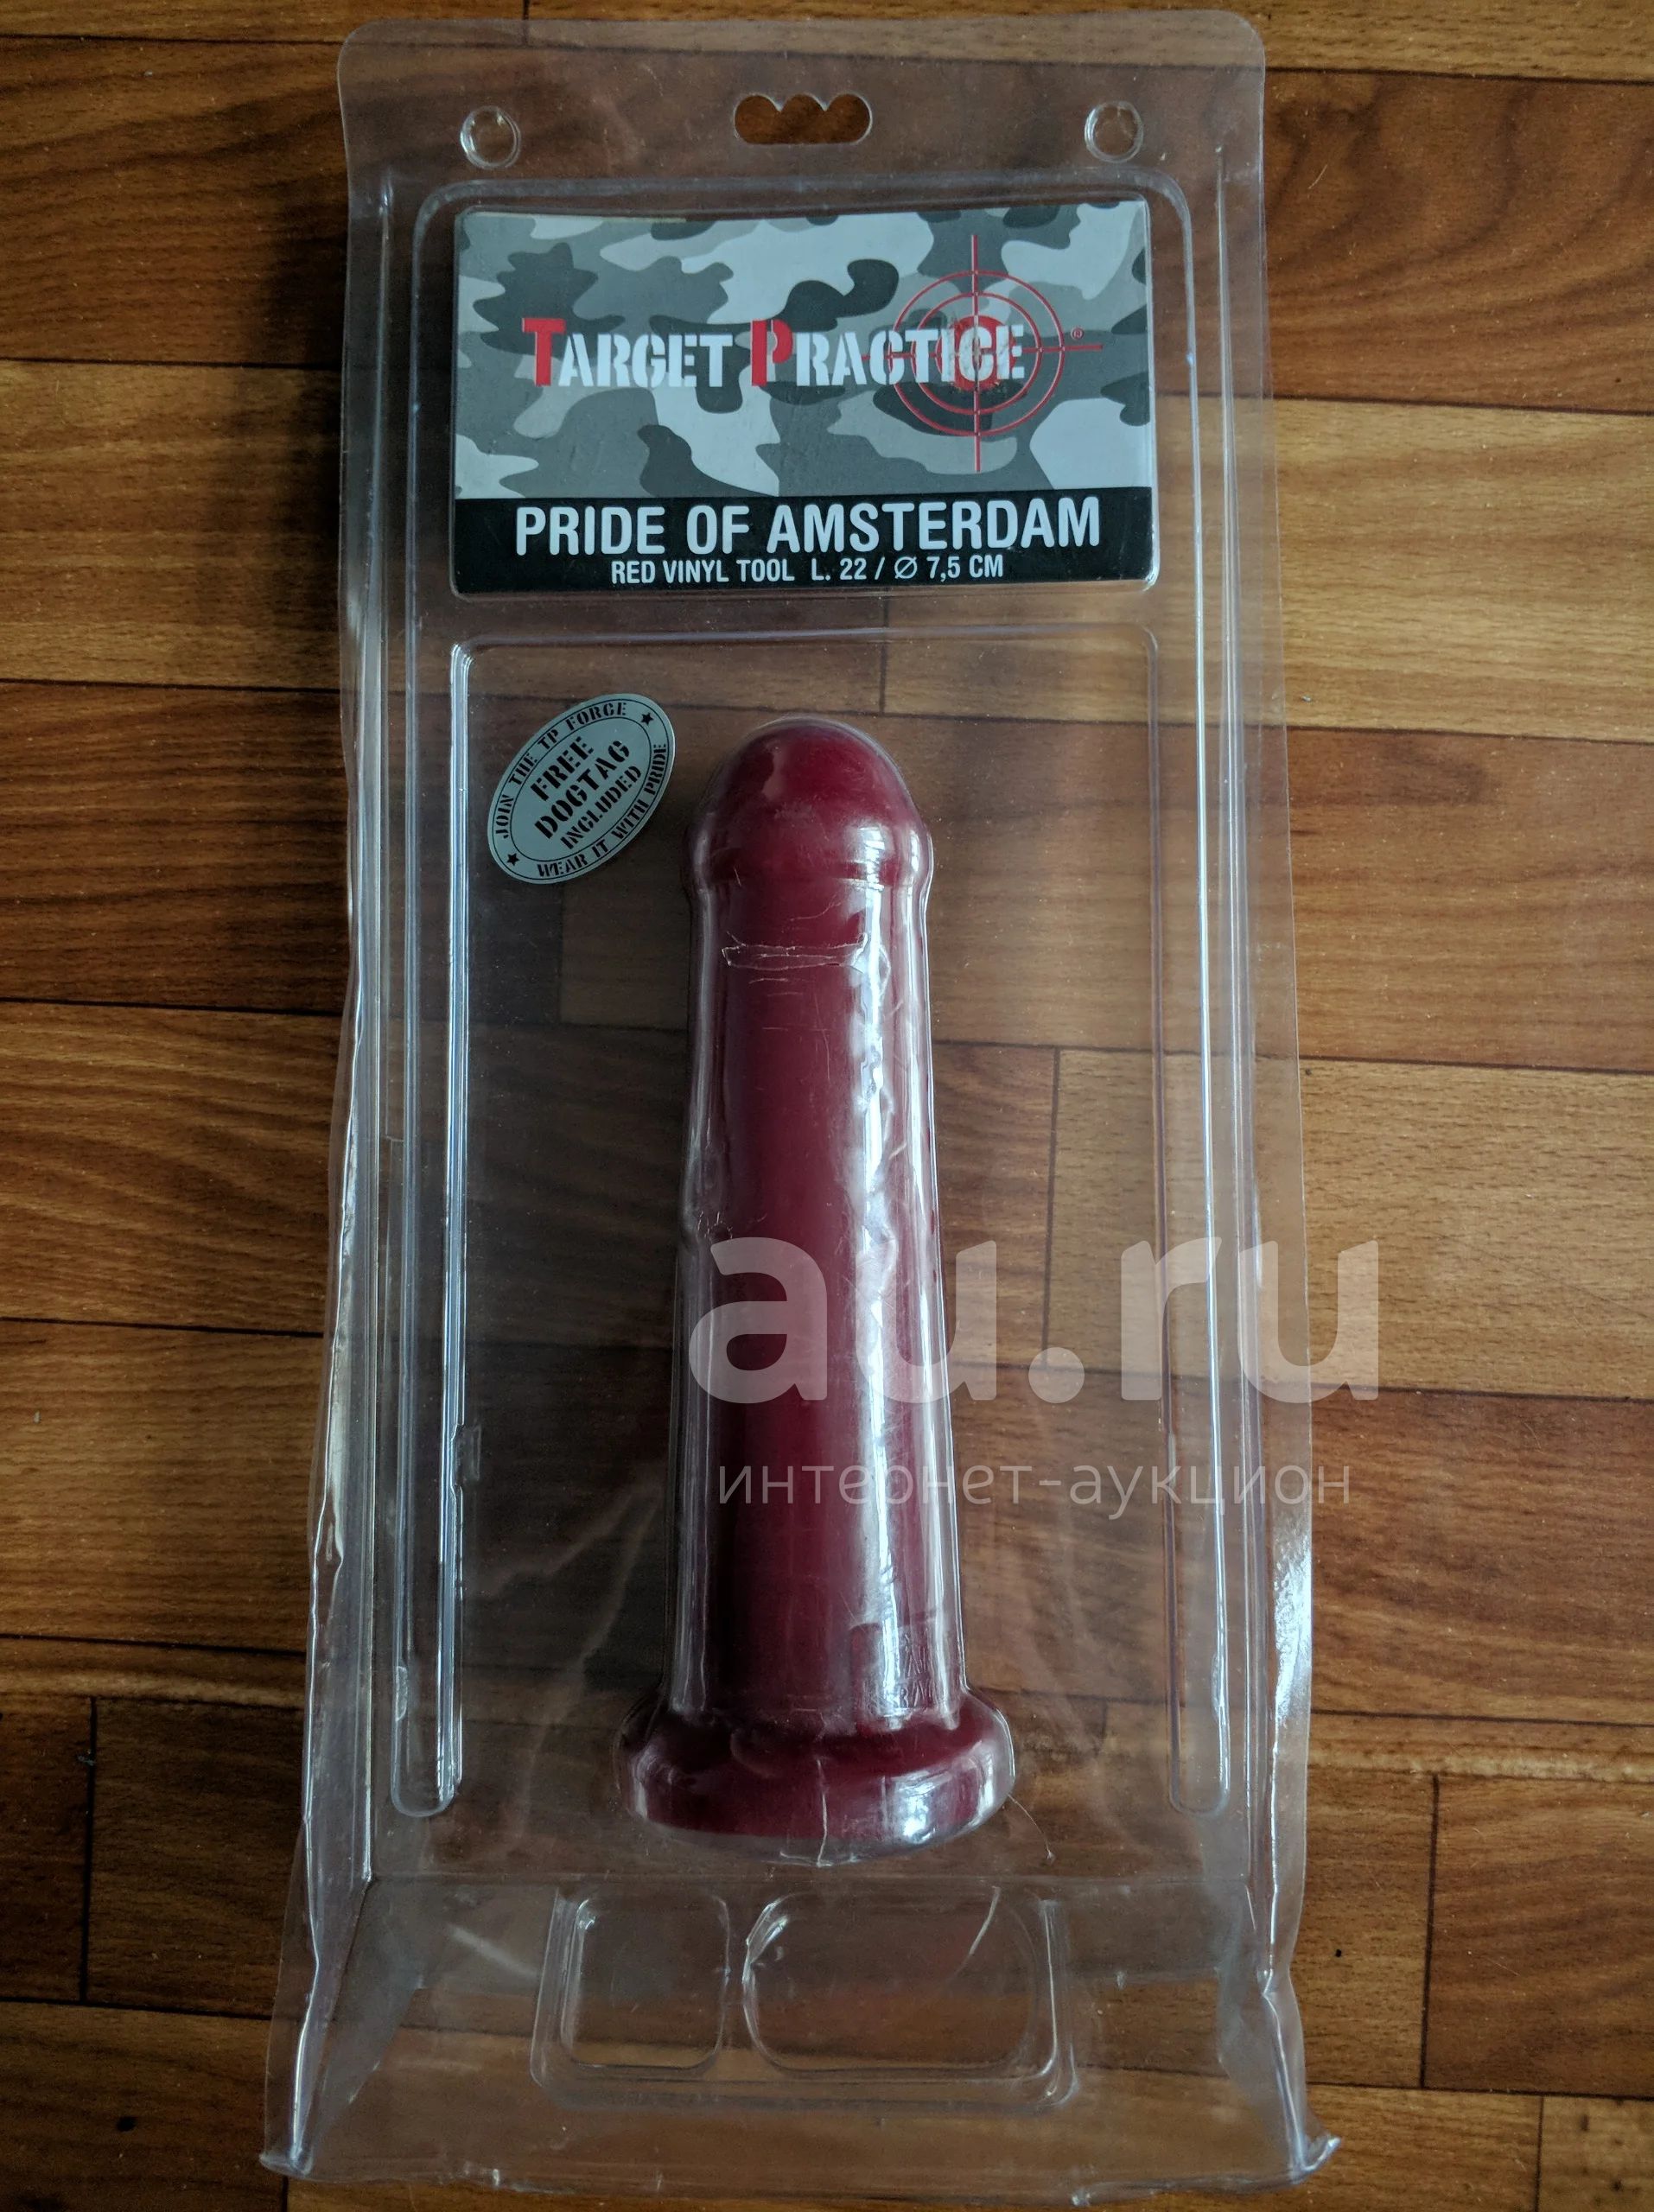 TARGET PRACTICE ®
PRIDE OF AMSTERDAM
RED VINYL TOOL L. 22 / Ø 7,5 CM
JOIN THE TP FORCE
FREE
DOGTAG
INCLUDED
WEAR IT WITH PRIDE
au.ru
интернет-аукцион